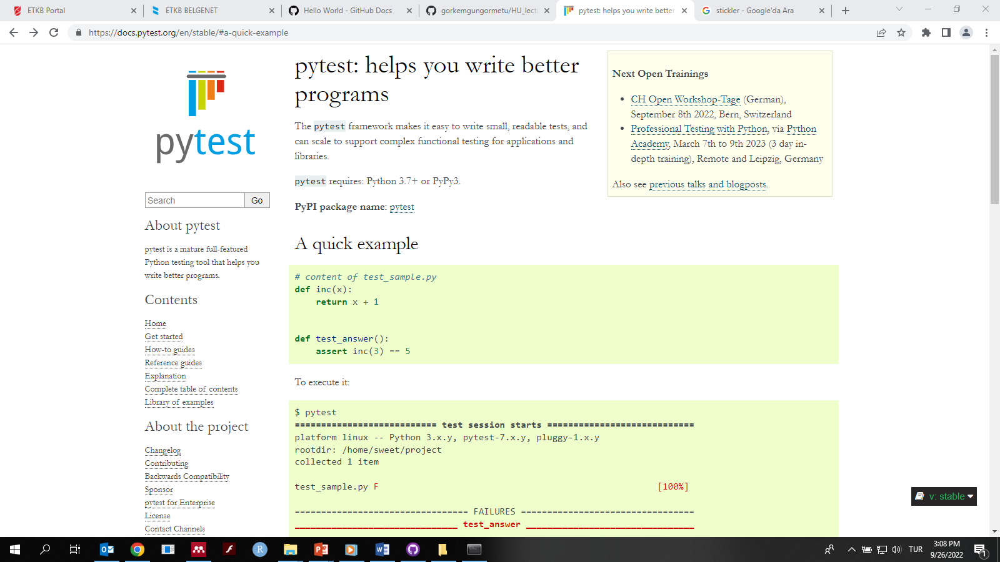 ETKB Portal
ETKB BELGENET
Hello World - GitHub Docs
gorkemgungormetu/HU_lectu
pytest: helps you write better
stickler - Google'da Ara
https://docs.pytest.org/en/stable/#a-quick-example
pytest
Search
Go
About pytest
pytest is a mature full-featured
Python testing tool that helps you
write better programs.
Contents
Home
Get started
How-to guides
Reference guides
Explanation
Complete table of contents
Library of examples
About the project
Changelog
Contributing
Backwards Compatibility
Sponsor
pytest for Enterprise
License
Contact Channels
pytest: helps you write better
programs
The pytest framework makes it easy to write small, readable tests, and
can scale to support complex functional testing for applications and
libraries.
pytest requires: Python 3.7+ or PyPy3.
PyPI package name: pytest
Next Open Trainings
• CH Open Workshop-Tage (German),
September 8th 2022, Bern, Switzerland
• Professional Testing with Python, via Python
Academy, March 7th to 9th 2023 (3 day in-
depth training), Remote and Leipzig, Germany
Also see previous talks and blogposts.
A quick example
# content of test_sample.py
def inc(x):
    return x + 1
def test_answer():
    assert inc(3) == 5
To execute it:
$ pytest
=========================== test session starts ============================
platform linux -- Python 3.x.y, pytest-7.x.y, pluggy-1.x.y
rootdir: /home/sweet/project
collected 1 item
test_sample.py F                                                     [100%]
================================= FAILURES =================================
_______________________________ test_answer ________________________________
v: stable
TUR
3:08 PM
9/26/2022
1